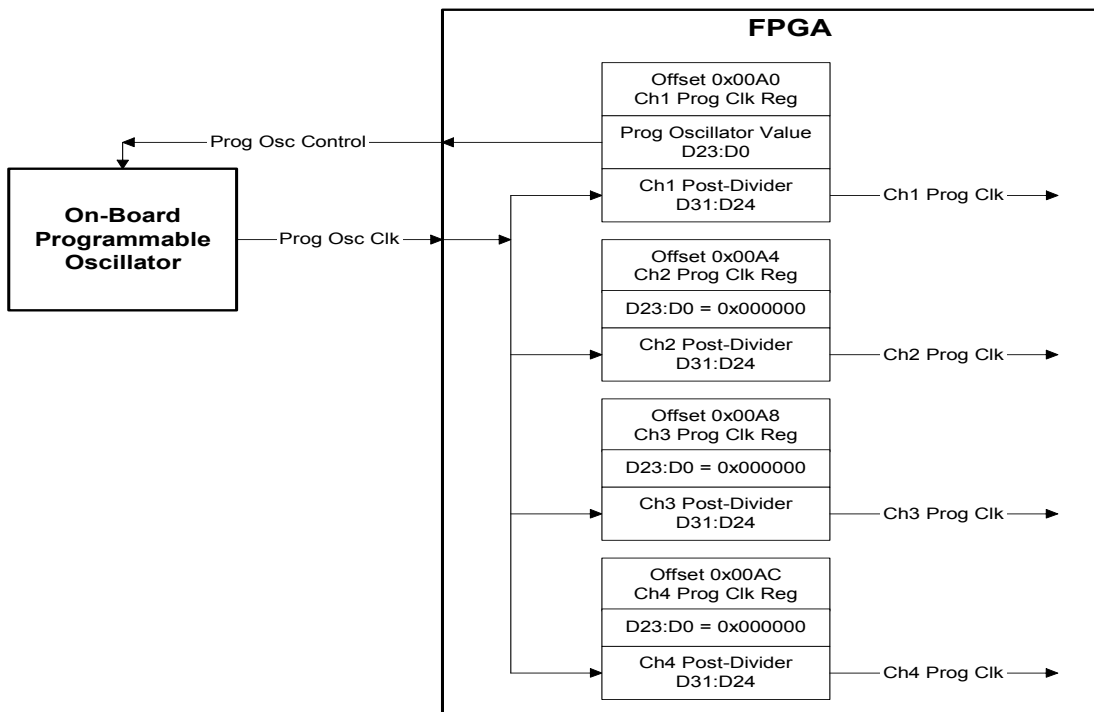 FPGA
Offset 0x00A0
Ch1 Prog Clk Reg
Prog Oscillator Value
D23:D0
Ch1 Post-Divider
D31:D24
Prog Osc Control
On-Board
Programmable
Oscillator
Prog Osc Clk
Ch1 Prog Clk
Offset 0x00A4
Ch2 Prog Clk Reg
D23:D0 = 0x000000
Ch2 Post-Divider
D31:D24
Ch2 Prog Clk
Offset 0x00A8
Ch3 Prog Clk Reg
D23:D0 = 0x000000
Ch3 Post-Divider
D31:D24
Ch3 Prog Clk
Offset 0x00AC
Ch4 Prog Clk Reg
D23:D0 = 0x000000
Ch4 Post-Divider
D31:D24
Ch4 Prog Clk